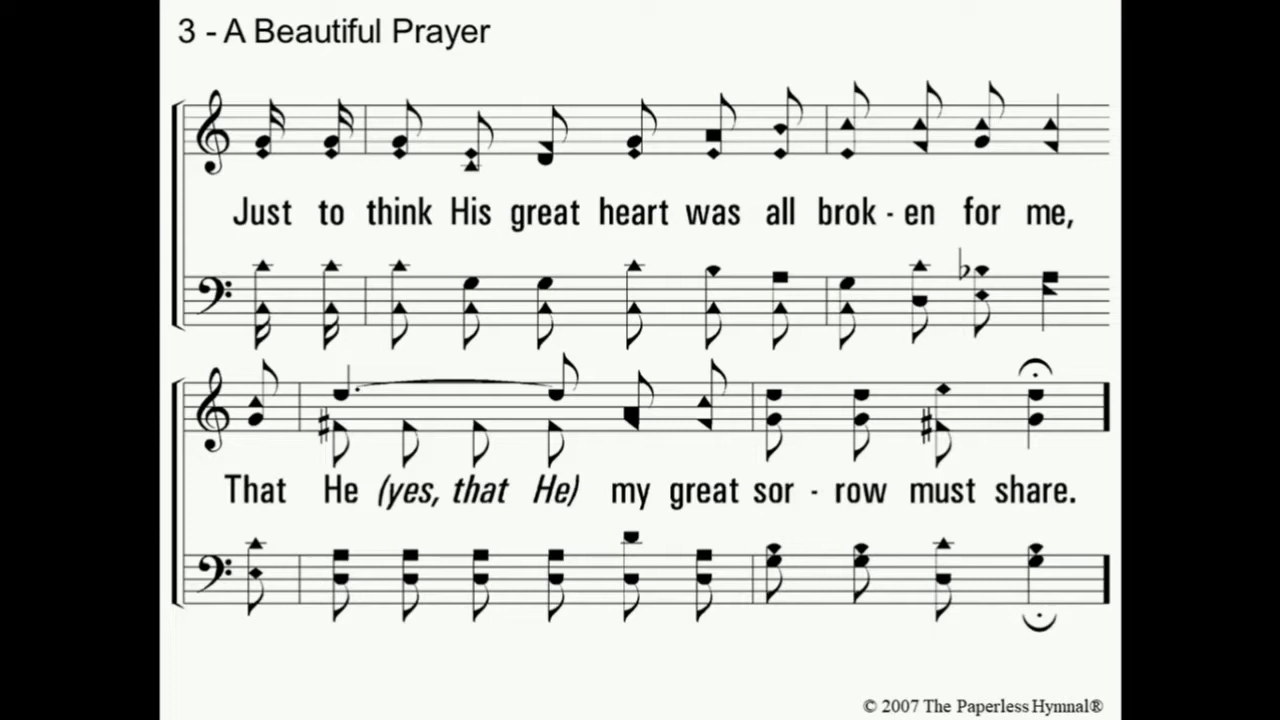 3 - A Beautiful Prayer
Just to think His great heart was all brok - en for me,
That He (yes, that He) my great sor - row must share.
© 2007 The Paperless Hymnal®